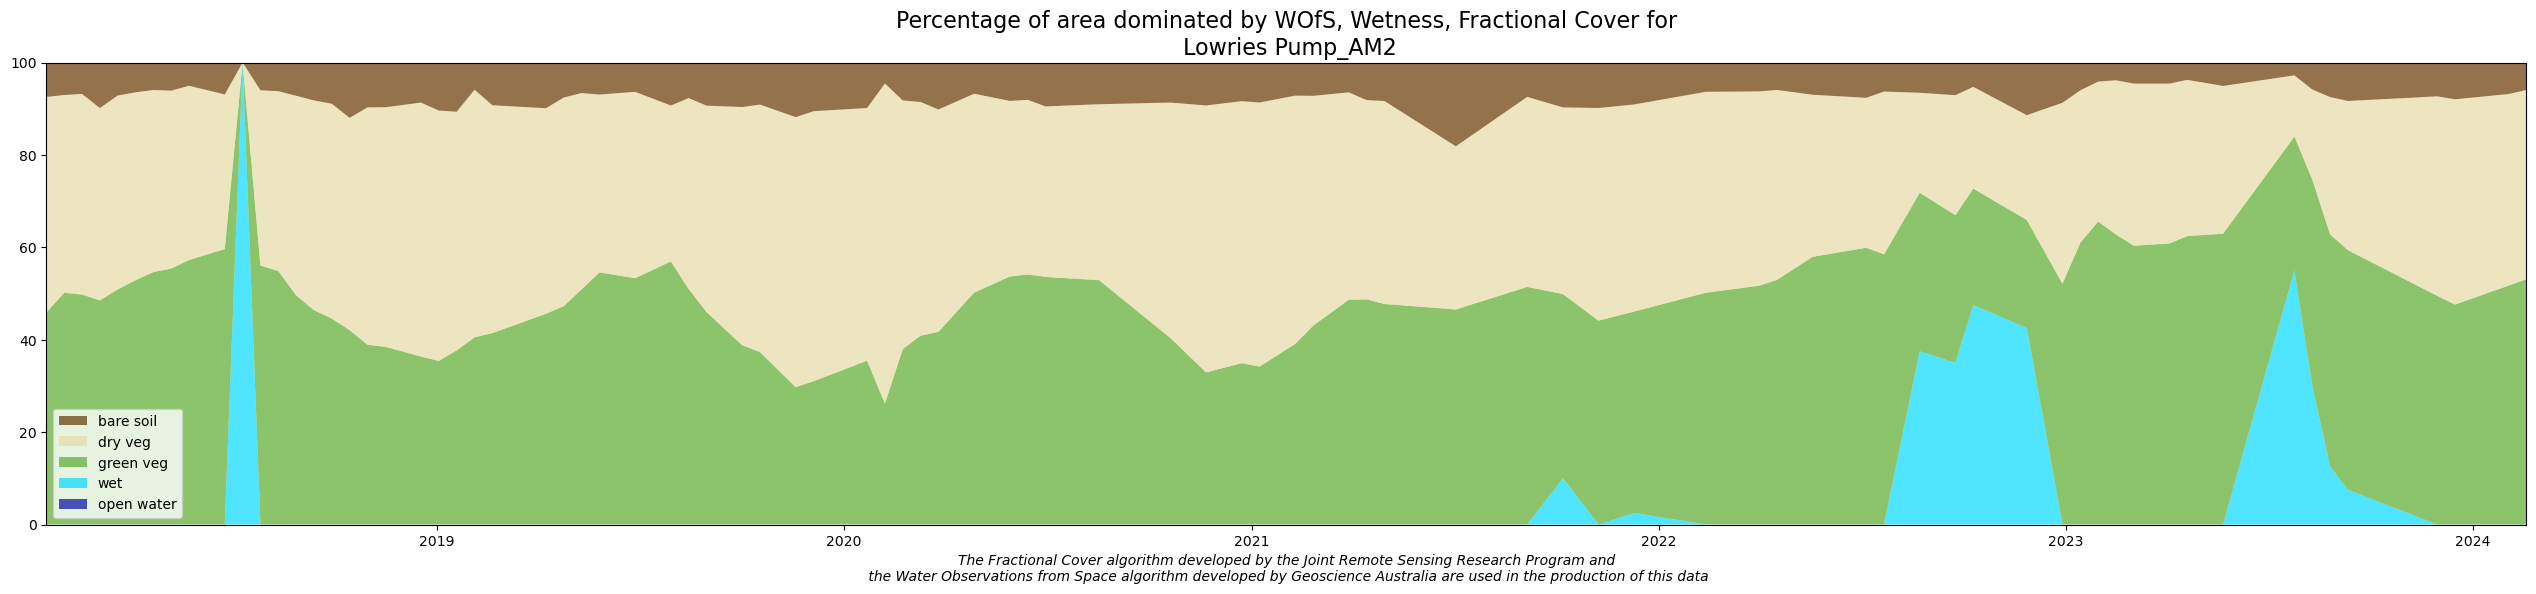 Percentage of area dominated by WOfS, Wetness, Fractional Cover for
Lowries Pump_AM2
100
80
60
40
20
0
bare soil
dry veg
green veg
wet
open water
2019
2020
2021
2022
2023
2024
The Fractional Cover algorithm developed by the Joint Remote Sensing Research Program and
the Water Observations from Space algorithm developed by Geoscience Australia are used in the production of this data